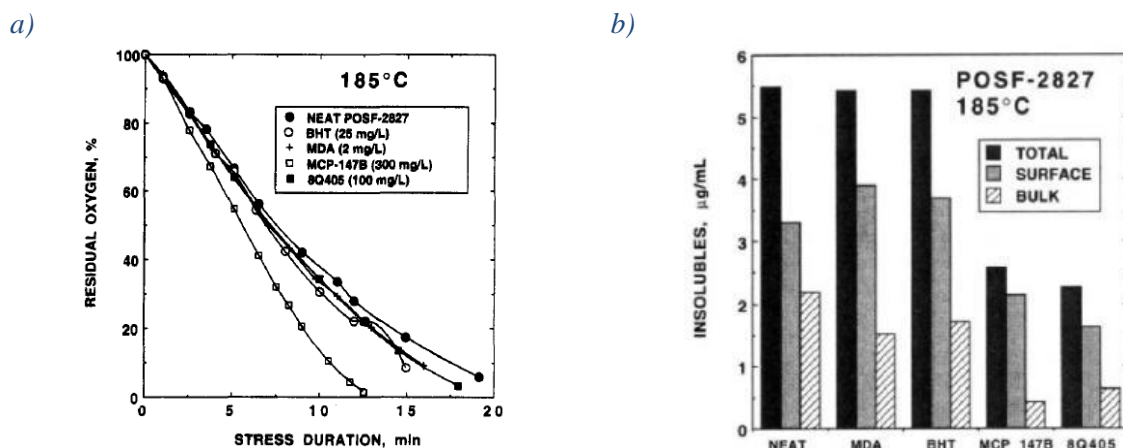 a)
100
80
60
40
20
0
RESIDUAL OXYGEN, %
185°C
NEAT POSF-2827
BHT (25 mg/L)
MDA (2 mg/L)
MCP-147B (300 mg/L)
8Q405 (100 mg/L)
0 5 10 15 20
STRESS DURATION, min
b)
6
5
4
3
2
1
0
INSOLUBLES, µg/mL
POSF-2827
185°C
TOTAL
SURFACE
BULK
NEAT MDA BHT MCP 147B 8Q405